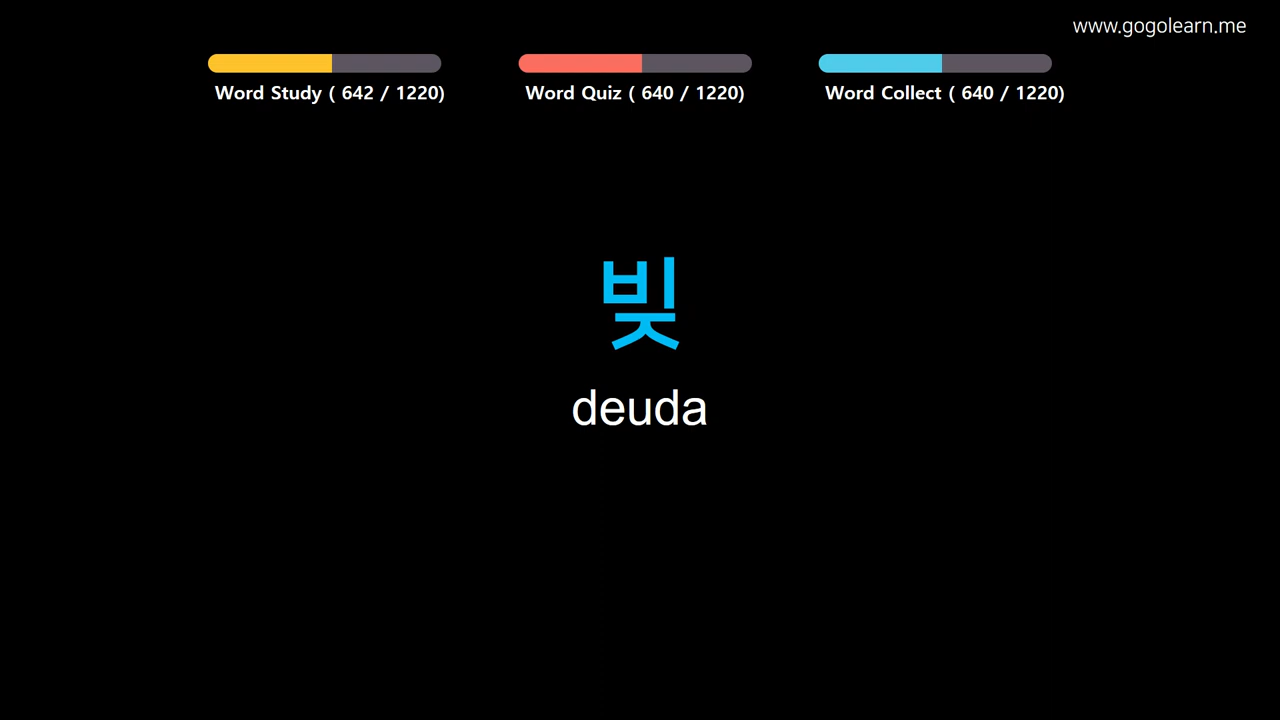 www.gogolearn.me
Word Study ( 642 / 1220)
Word Quiz ( 640 / 1220)
Word Collect ( 640 / 1220)
빚
deuda